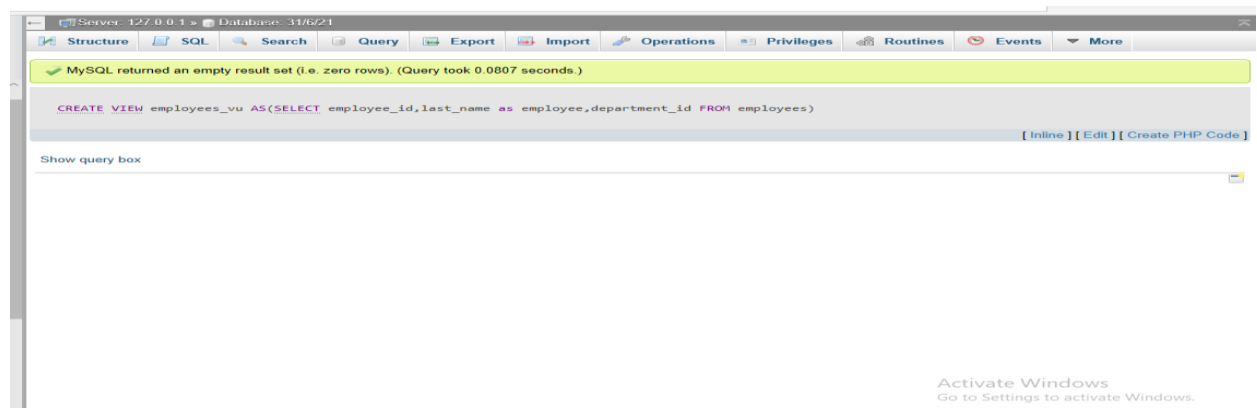 ← Server: 127.0.0.1 » Database: 31/6/21
Structure SQL Search Query Export Import Operations Privileges Routines Events More
MySQL returned an empty result set (i.e. zero rows). (Query took 0.0807 seconds.)
CREATE VIEW employees_vu AS(SELECT employee_id,last_name as employee,department_id FROM employees)
[ Inline ] [ Edit ] [ Create PHP Code ]
Show query box
Activate Windows
Go to Settings to activate Windows.